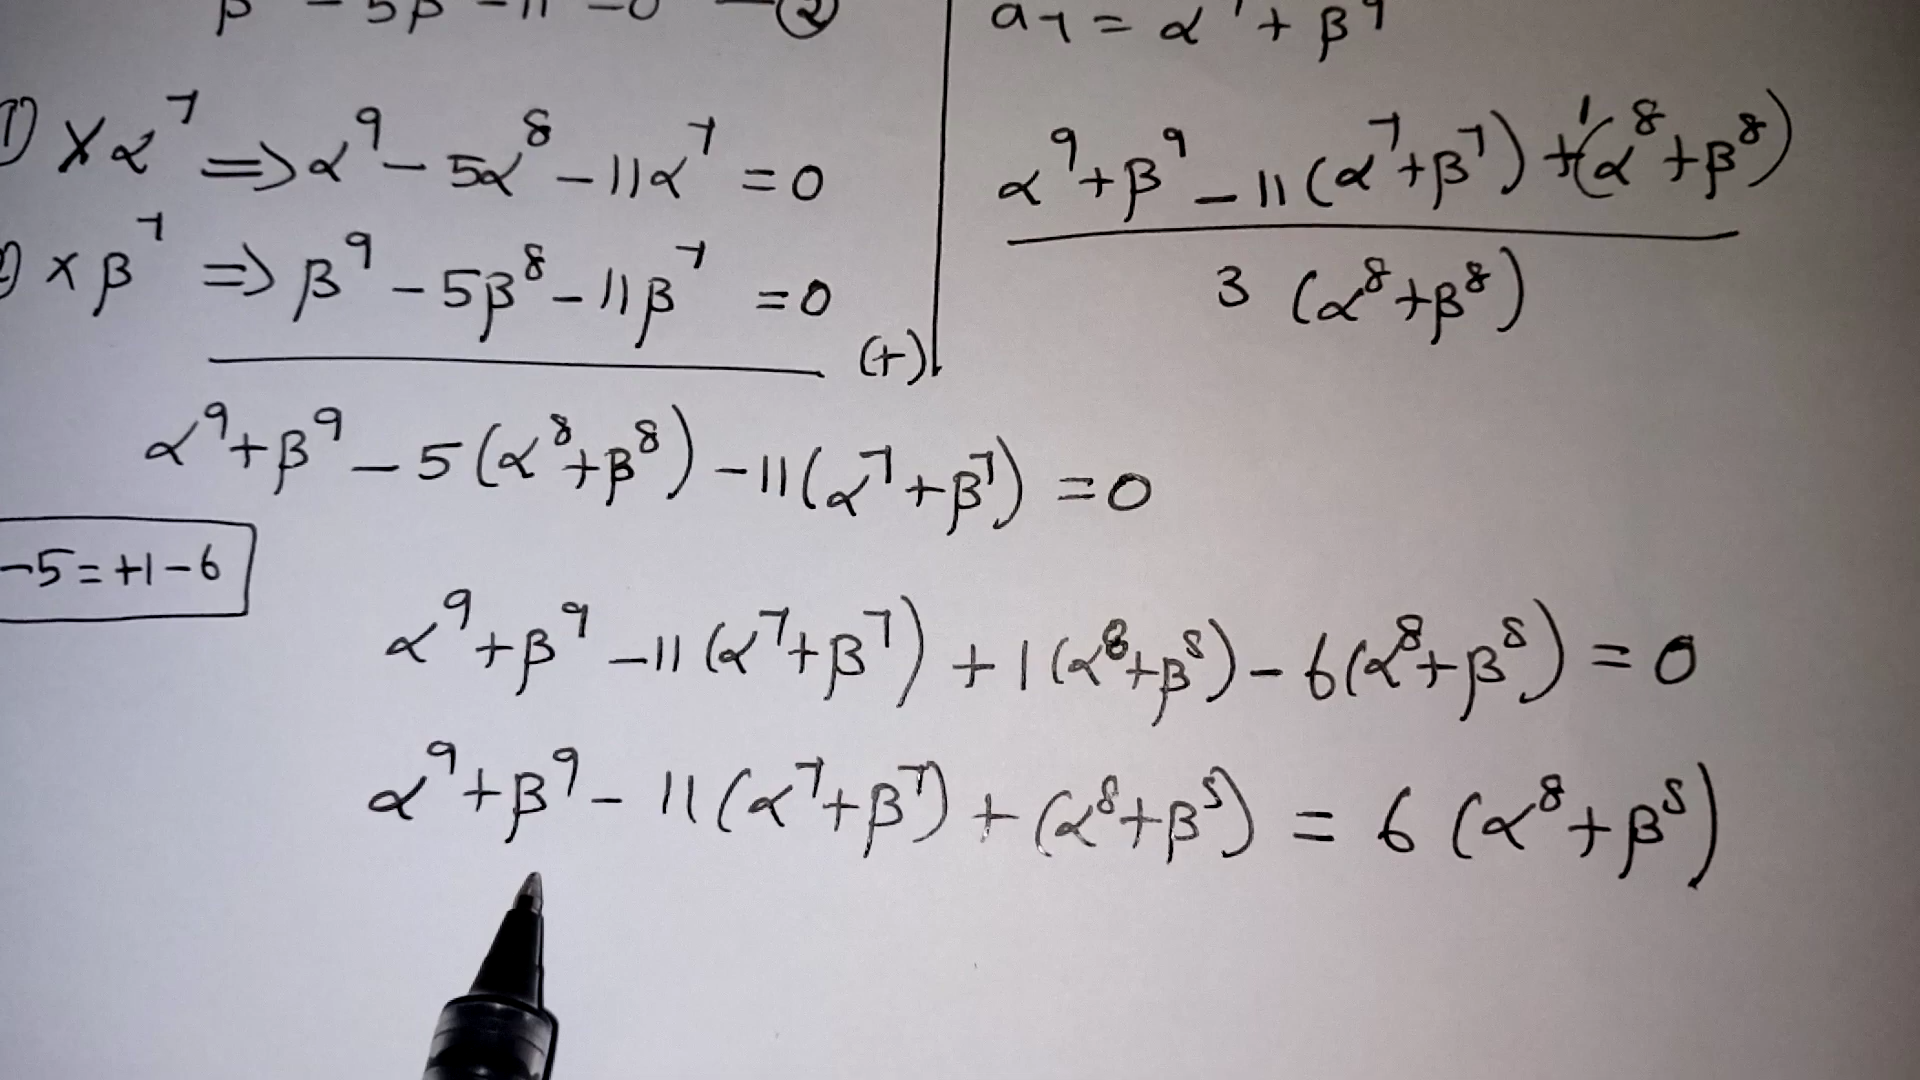 β² - 5β - 11 = 0 — ②
① × α⁷ ⇒ α⁹ - 5α⁸ - 11α⁷ = 0
② × β⁷ ⇒ β⁹ - 5β⁸ - 11β⁷ = 0
(+)
α⁹ + β⁹ - 5(α⁸ + β⁸) - 11(α⁷ + β⁷) = 0
-5 = +1 - 6
α⁹ + β⁹ - 11(α⁷ + β⁷) + 1(α⁸ + β⁸) - 6(α⁸ + β⁸) = 0
α⁹ + β⁹ - 11(α⁷ + β⁷) + (α⁸ + β⁸) = 6(α⁸ + β⁸)
a₉ = α⁹ + β⁹
α⁹ + β⁹ - 11(α⁷ + β⁷) + 1(α⁸ + β⁸)
3(α⁸ + β⁸)